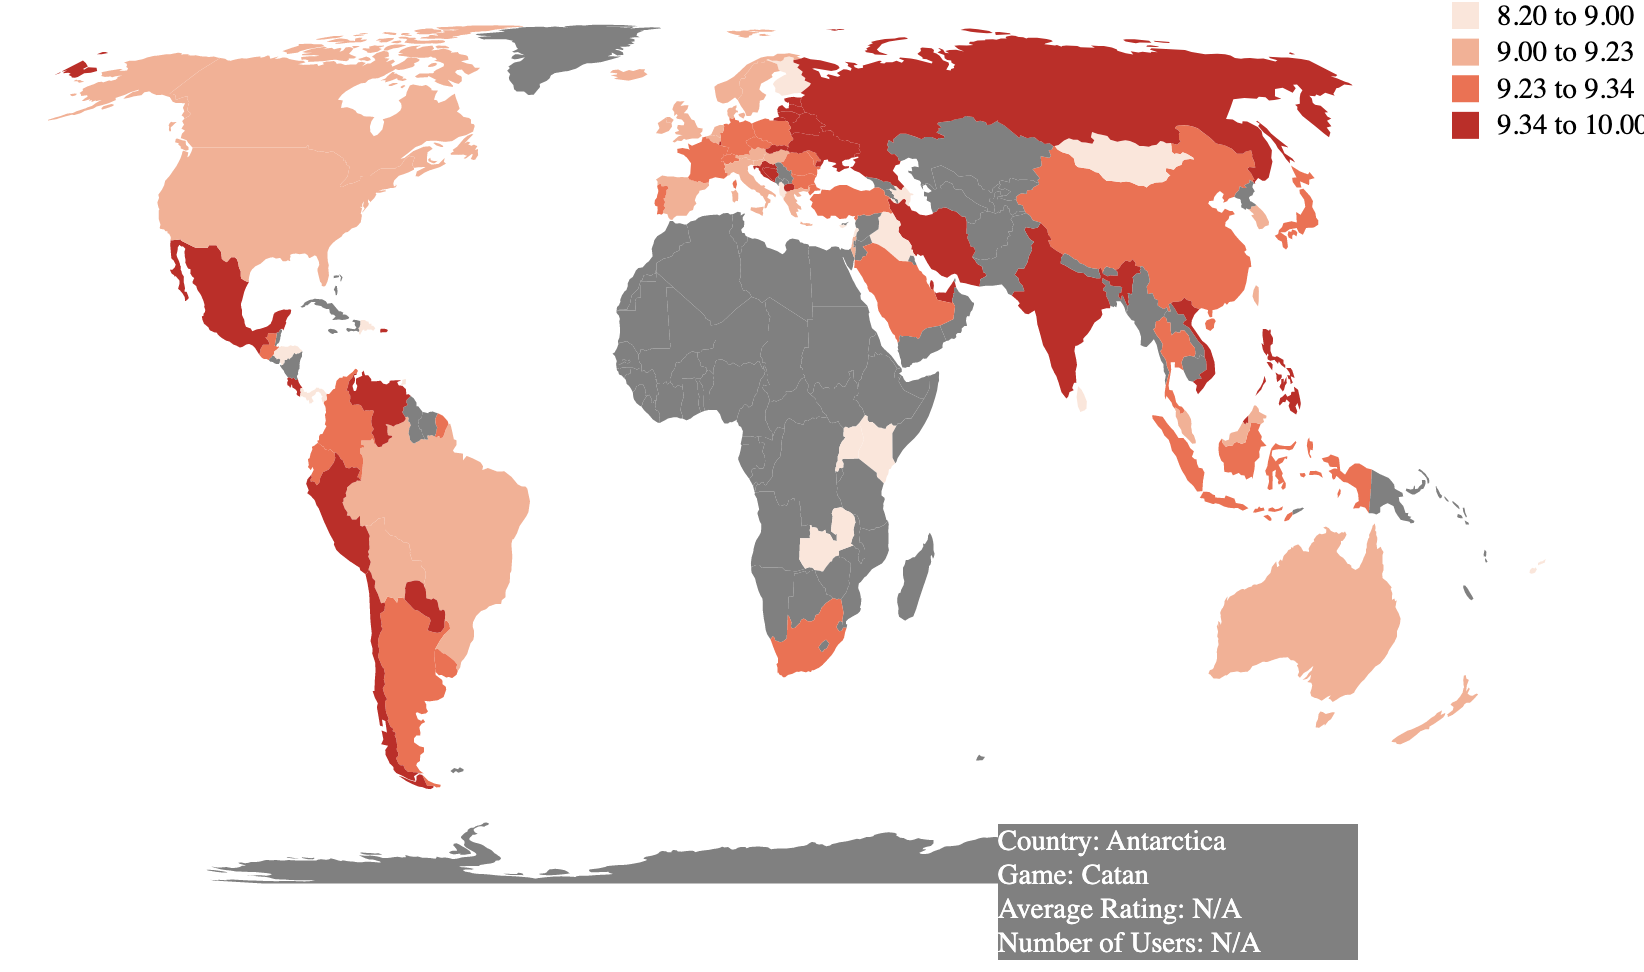 8.20 to 9.00
9.00 to 9.23
9.23 to 9.34
9.34 to 10.00
Country: Antarctica
Game: Catan
Average Rating: N/A
Number of Users: N/A